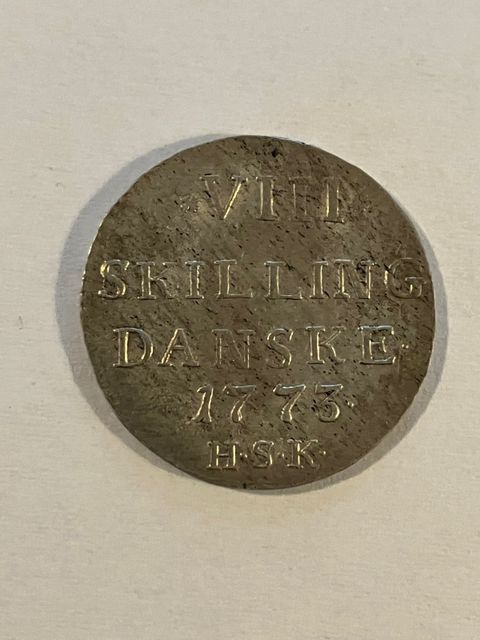 VIII
SKILLING
DANSKE·
1773·
H·S·K·